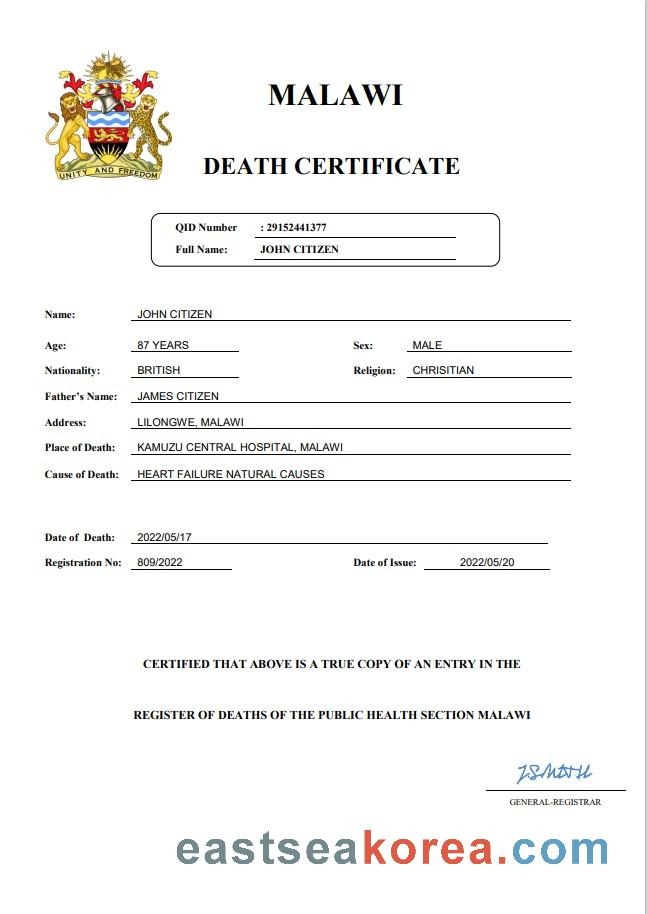 MALAWI
DEATH CERTIFICATE
UNITY AND FREEDOM
QID Number : 29152441377
Full Name: JOHN CITIZEN
Name: JOHN CITIZEN
Age: 87 YEARS Sex: MALE
Nationality: BRITISH Religion: CHRISITIAN
Father's Name: JAMES CITIZEN
Address: LILONGWE, MALAWI
Place of Death: KAMUZU CENTRAL HOSPITAL, MALAWI
Cause of Death: HEART FAILURE NATURAL CAUSES
Date of Death: 2022/05/17
Registration No: 809/2022 Date of Issue: 2022/05/20
CERTIFIED THAT ABOVE IS A TRUE COPY OF AN ENTRY IN THE
REGISTER OF DEATHS OF THE PUBLIC HEALTH SECTION MALAWI
GENERAL-REGISTRAR
eastseakorea.com